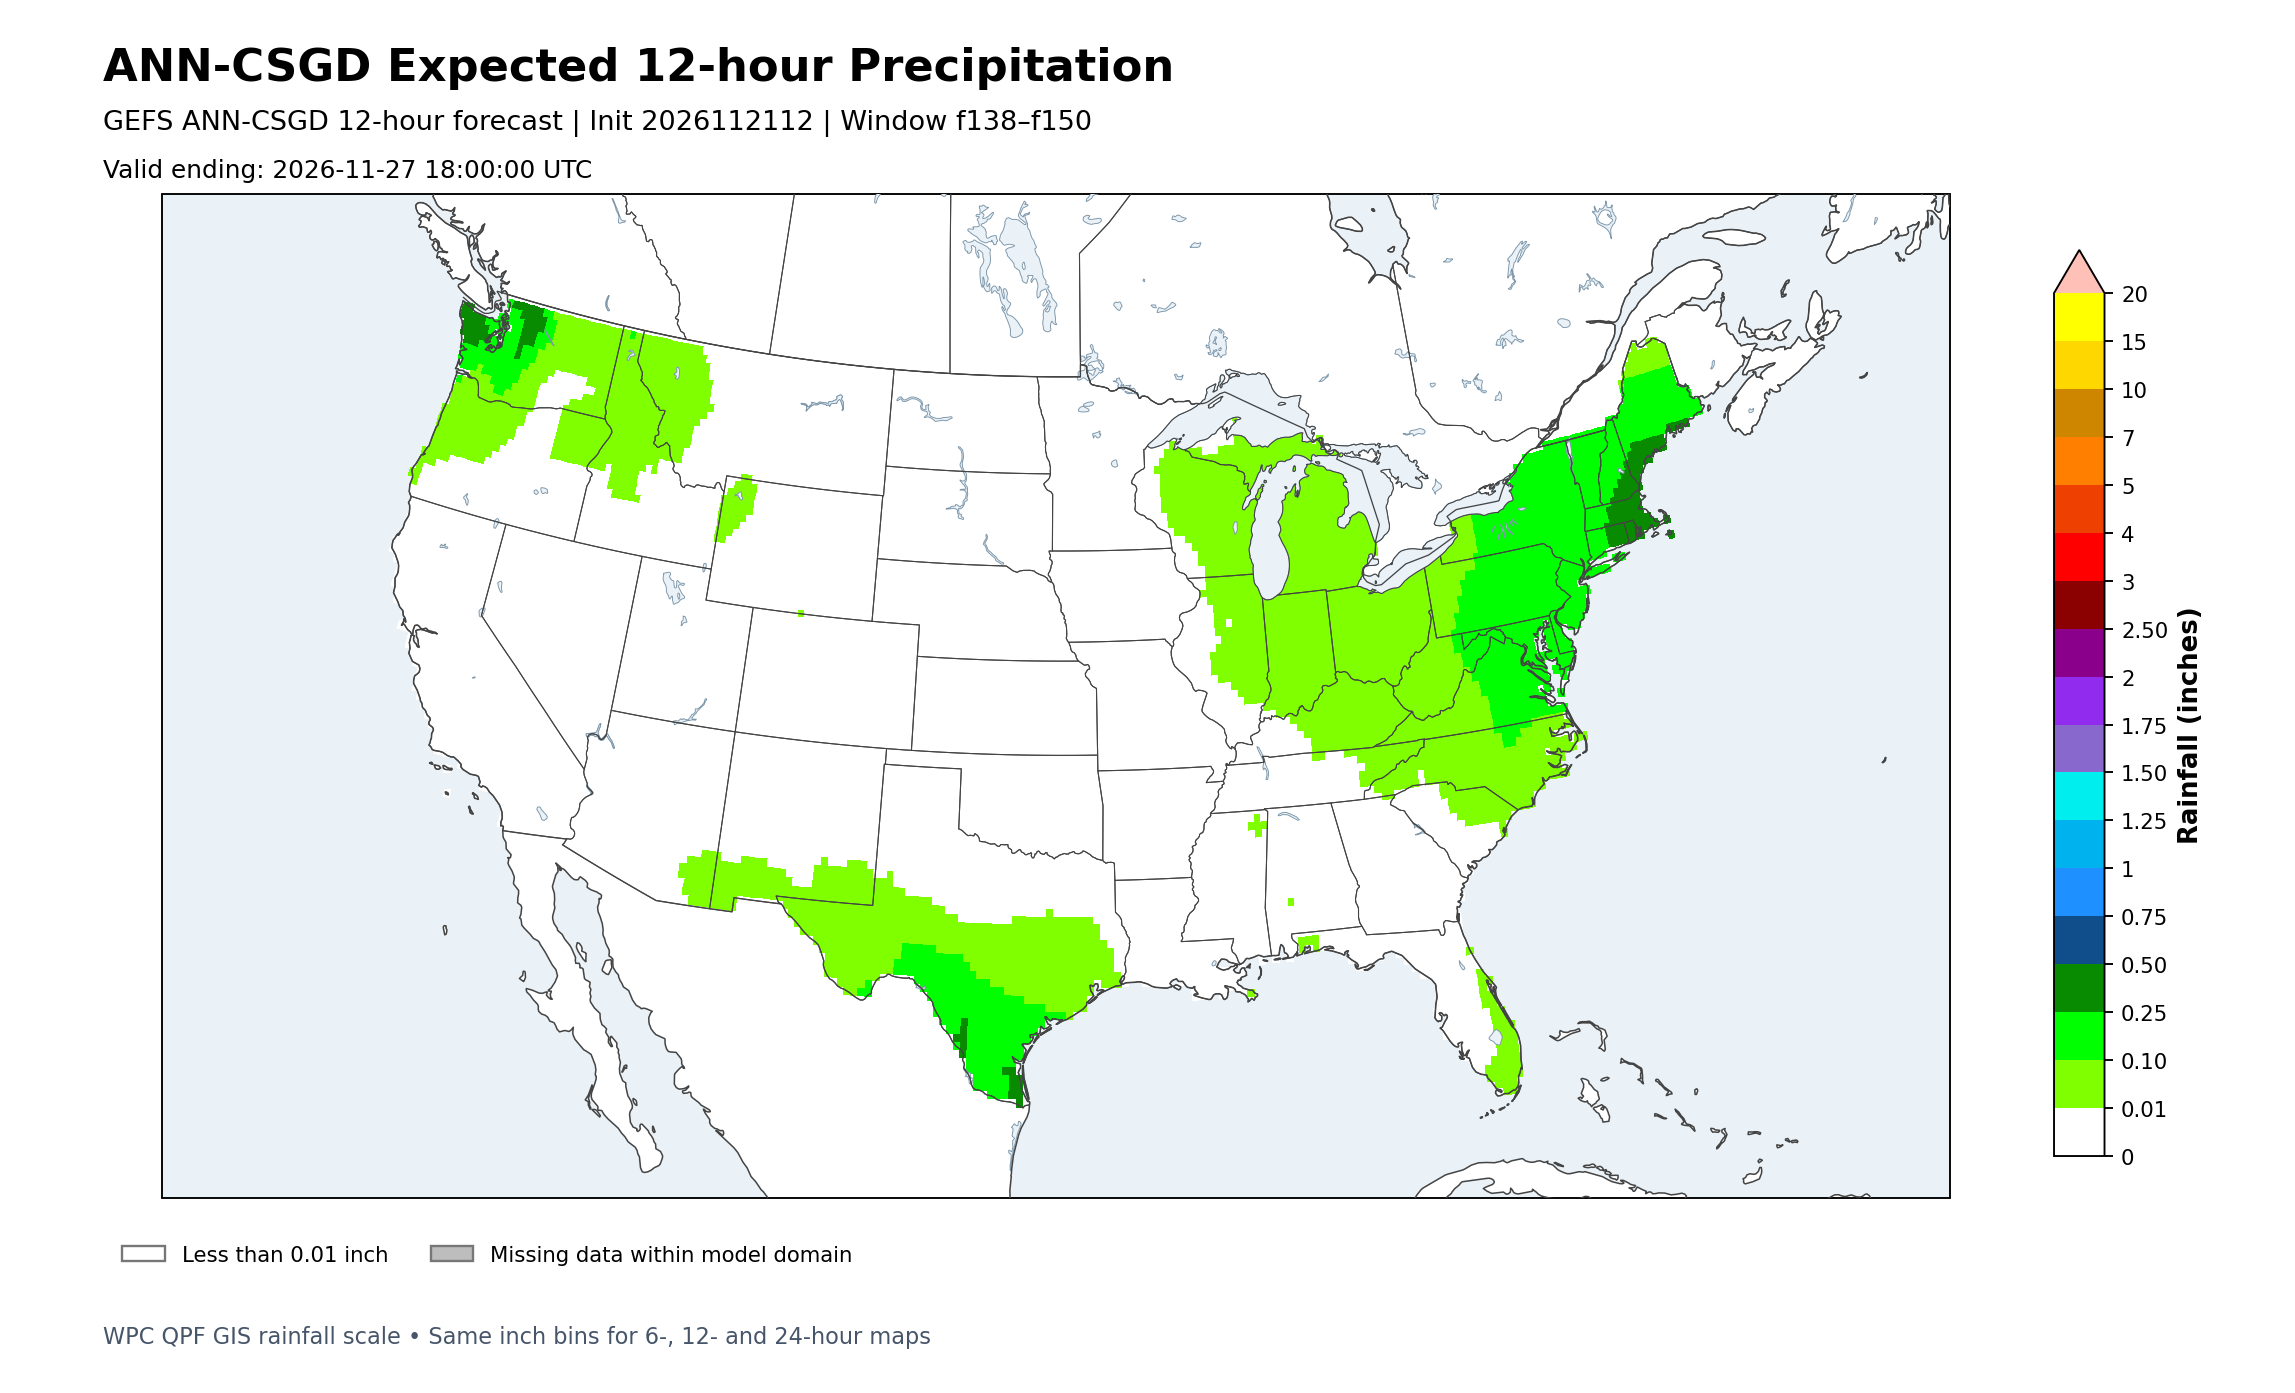 ANN-CSGD Expected 12-hour Precipitation
GEFS ANN-CSGD 12-hour forecast | Init 2026112112 | Window f138–f150
Valid ending: 2026-11-27 18:00:00 UTC
20
15
10
7
5
4
3
2.50
2
1.75
1.50
1.25
1
0.75
0.50
0.25
0.10
0.01
0
Rainfall (inches)
Less than 0.01 inch
Missing data within model domain
WPC QPF GIS rainfall scale • Same inch bins for 6-, 12- and 24-hour maps